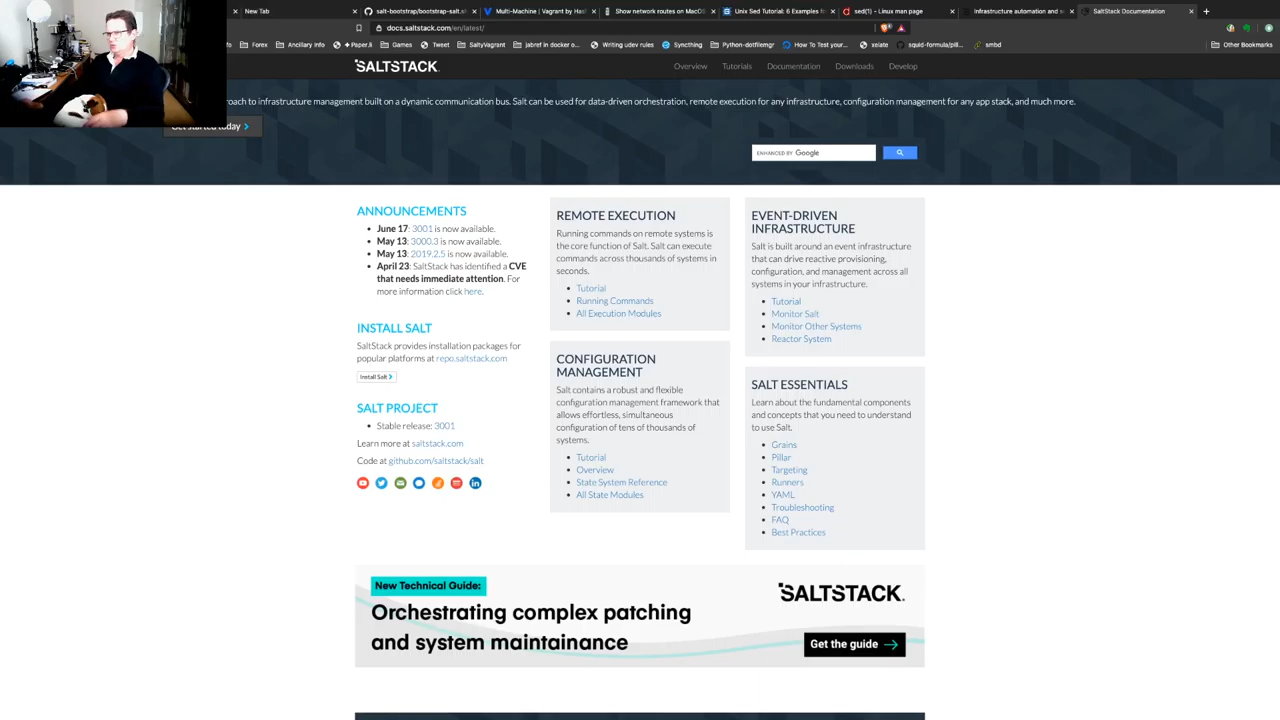 New Tab
salt-bootstrap/bootstrap-salt.s
Multi-Machine | Vagrant by Has
Show network routes on MacOS
Unix Sed Tutorial: 6 Examples fo
sed(1) - Linux man page
Infrastructure automation and s
SaltStack Documentation
docs.saltstack.com/en/latest/
Forex
Ancillary Info
Paper.li
Games
Tweet
SaltyVagrant
jabref in docker o...
Writing udev rules
Syncthing
Python-dotfilemgr
How To Test your...
xelate
squid-formula/pill...
smbd
Other Bookmarks
SALTSTACK.
Overview
Tutorials
Documentation
Downloads
Develop
roach to infrastructure management built on a dynamic communication bus. Salt can be used for data-driven orchestration, remote execution for any infrastructure, configuration management for any app stack, and much more.
Get started today
ENHANCED BY Google
ANNOUNCEMENTS
June 17: 3001 is now available.
May 13: 3000.3 is now available.
May 13: 2019.2.5 is now available.
April 23: SaltStack has identified a CVE
that needs immediate attention. For
more information click here.
INSTALL SALT
SaltStack provides installation packages for
popular platforms at repo.saltstack.com
Install Salt
SALT PROJECT
Stable release: 3001
Learn more at saltstack.com
Code at github.com/saltstack/salt
REMOTE EXECUTION
Running commands on remote systems is
the core function of Salt. Salt can execute
commands across thousands of systems in
seconds.
Tutorial
Running Commands
All Execution Modules
CONFIGURATION
MANAGEMENT
Salt contains a robust and flexible
configuration management framework that
allows effortless, simultaneous
configuration of tens of thousands of
systems.
Tutorial
Overview
State System Reference
All State Modules
EVENT-DRIVEN
INFRASTRUCTURE
Salt is built around an event infrastructure
that can drive reactive provisioning,
configuration, and management across all
systems in your infrastructure.
Tutorial
Monitor Salt
Monitor Other Systems
Reactor System
SALT ESSENTIALS
Learn about the fundamental components
and concepts that you need to understand
to use Salt.
Grains
Pillar
Targeting
Runners
YAML
Troubleshooting
FAQ
Best Practices
New Technical Guide:
Orchestrating complex patching
and system maintainance
SALTSTACK.
Get the guide